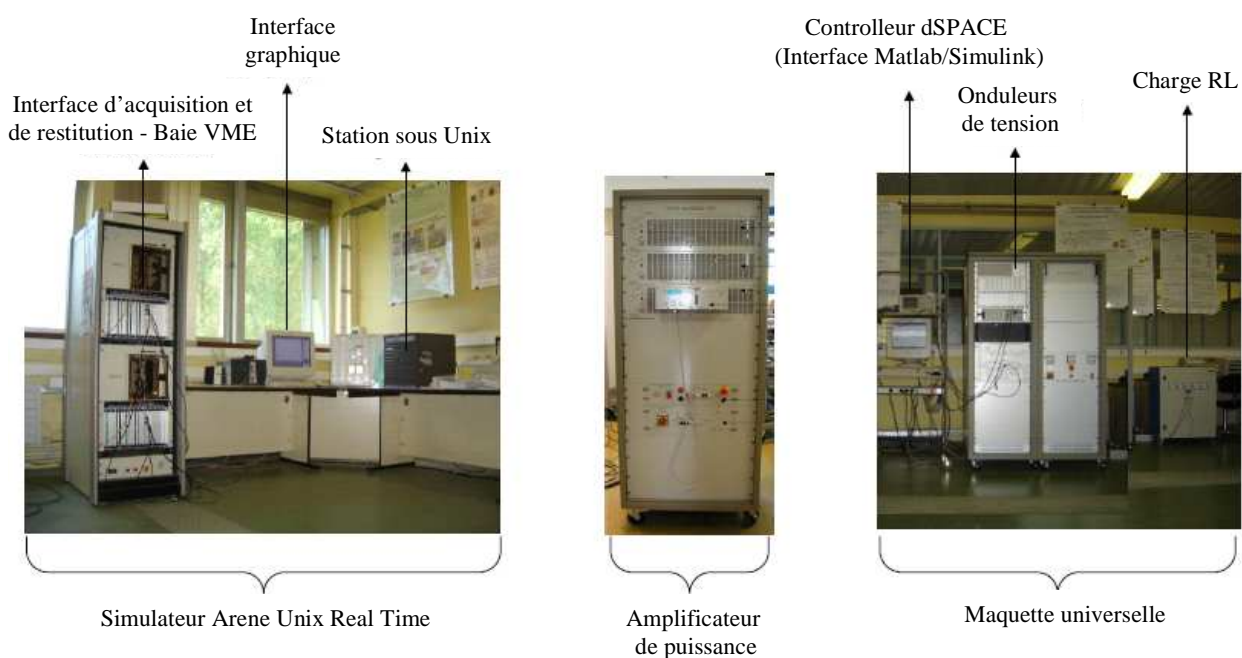 Interface
graphique
Interface d'acquisition et
de restitution - Baie VME
Station sous Unix
Controlleur dSPACE
(Interface Matlab/Simulink)
Onduleurs
de tension
Charge RL
Simulateur Arene Unix Real Time
Amplificateur
de puissance
Maquette universelle